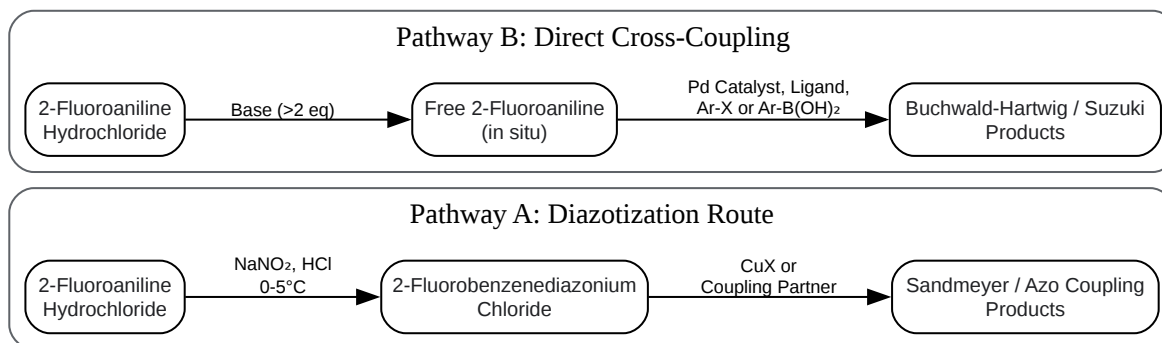 Pathway B: Direct Cross-Coupling
2-Fluoroaniline
Hydrochloride
Base (>2 eq)
Free 2-Fluoroaniline
(in situ)
Pd Catalyst, Ligand,
Ar-X or Ar-B(OH)₂
Buchwald-Hartwig / Suzuki
Products
Pathway A: Diazotization Route
2-Fluoroaniline
Hydrochloride
NaNO₂, HCl
0-5°C
2-Fluorobenzenediazonium
Chloride
CuX or
Coupling Partner
Sandmeyer / Azo Coupling
Products